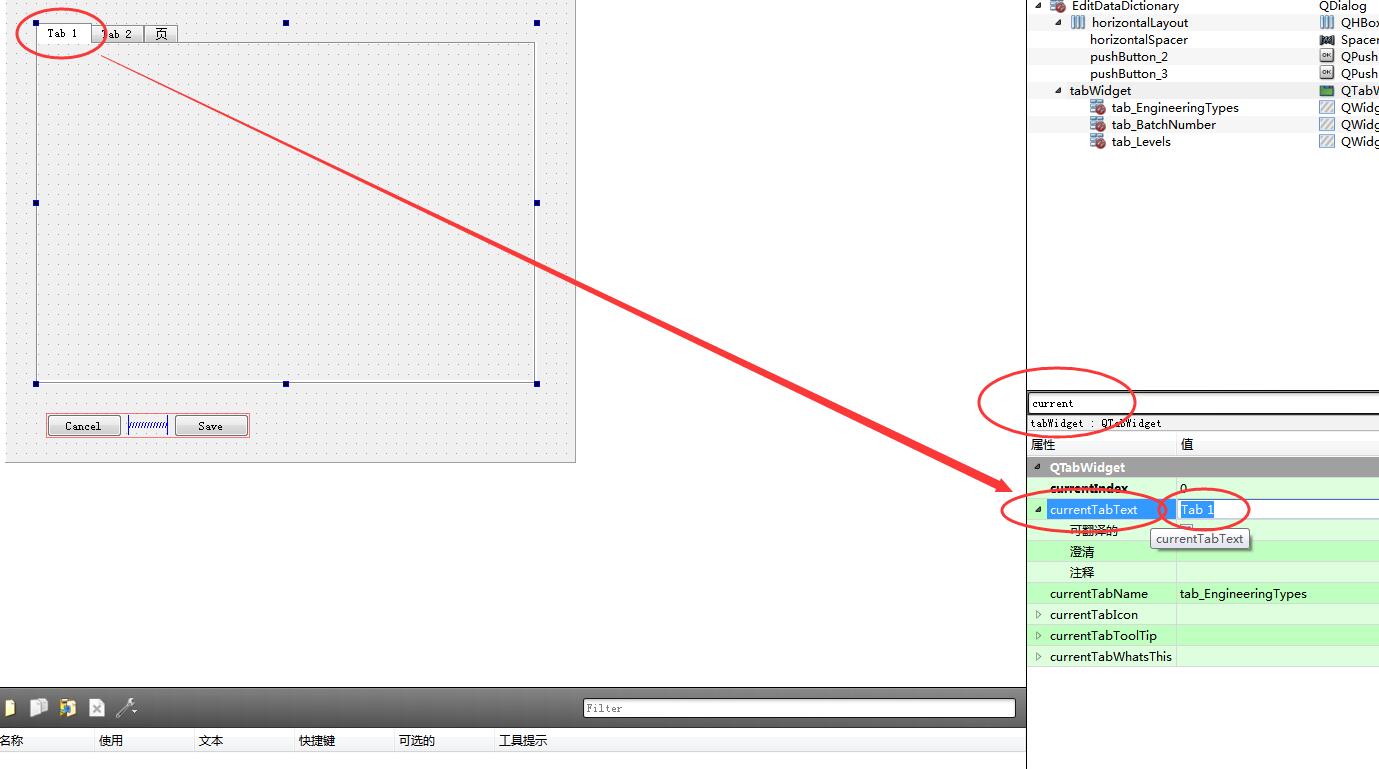 Tab 1 Tab 2 页
Cancel Save
EditDataDictionary QDialog
horizontalLayout QHBox
horizontalSpacer Spacer
pushButton_2 QPush
pushButton_3 QPush
tabWidget QTabW
tab_EngineeringTypes QWidg
tab_BatchNumber QWidg
tab_Levels QWidg
current
tabWidget : QTabWidget
属性 值
QTabWidget
currentIndex 0
currentTabText Tab 1
可翻译的
currentTabText
澄清
注释
currentTabName tab_EngineeringTypes
currentTabIcon
currentTabToolTip
currentTabWhatsThis
Filter
名称 使用 文本 快捷键 可选的 工具提示